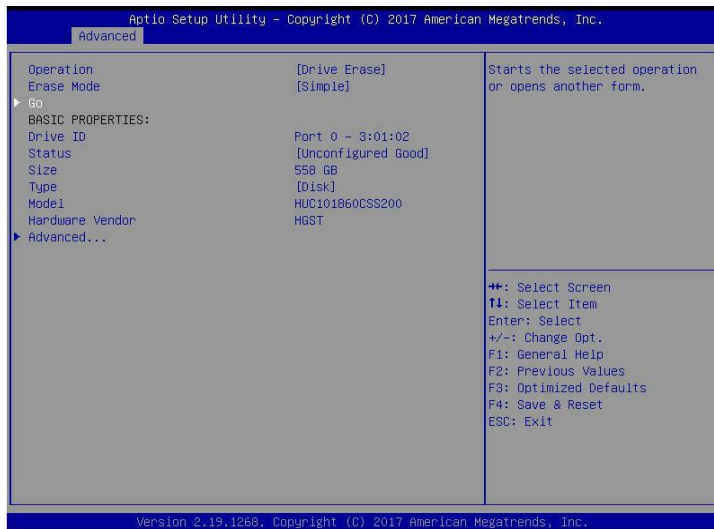 Aptio Setup Utility – Copyright (C) 2017 American Megatrends, Inc.
Advanced
Operation [Drive Erase]
Erase Mode [Simple]
Go
BASIC PROPERTIES:
Drive ID Port 0 – 3:01:02
Status [Unconfigured Good]
Size 558 GB
Type [Disk]
Model HUC101860CSS200
Hardware Vendor HGST
Advanced...
Starts the selected operation
or opens another form.
→←: Select Screen
↑↓: Select Item
Enter: Select
+/-: Change Opt.
F1: General Help
F2: Previous Values
F3: Optimized Defaults
F4: Save & Reset
ESC: Exit
Version 2.19.1268. Copyright (C) 2017 American Megatrends, Inc.